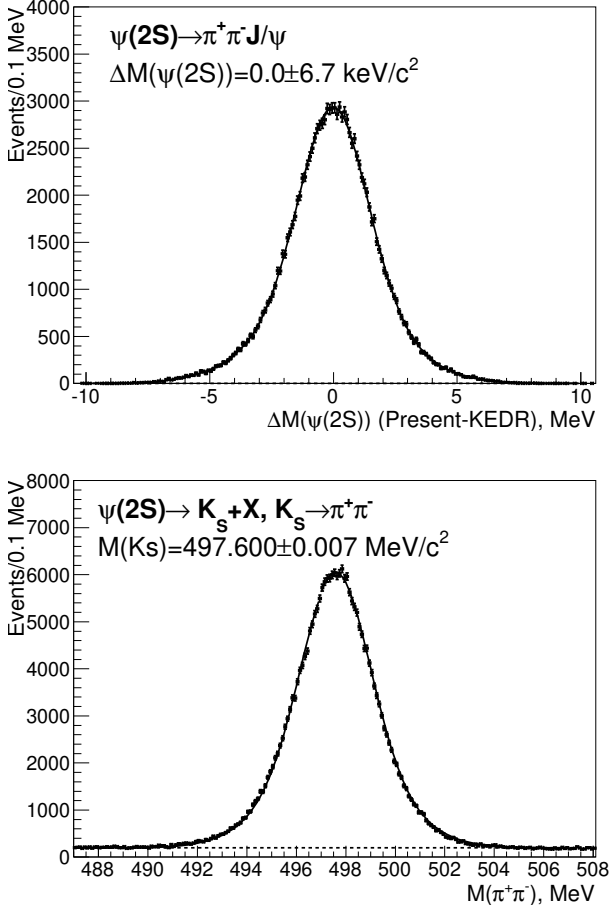 4000
3500
3000
2500
2000
1500
1000
500
0
Events/0.1 MeV
ψ(2S)→π⁺π⁻J/ψ
ΔM(ψ(2S))=0.0±6.7 keV/c²
-10 -5 0 5 10
ΔM(ψ(2S)) (Present-KEDR), MeV
8000
7000
6000
5000
4000
3000
2000
1000
0
Events/0.1 MeV
ψ(2S)→ K_S+X, K_S→π⁺π⁻
M(Ks)=497.600±0.007 MeV/c²
488 490 492 494 496 498 500 502 504 506 508
M(π⁺π⁻), MeV